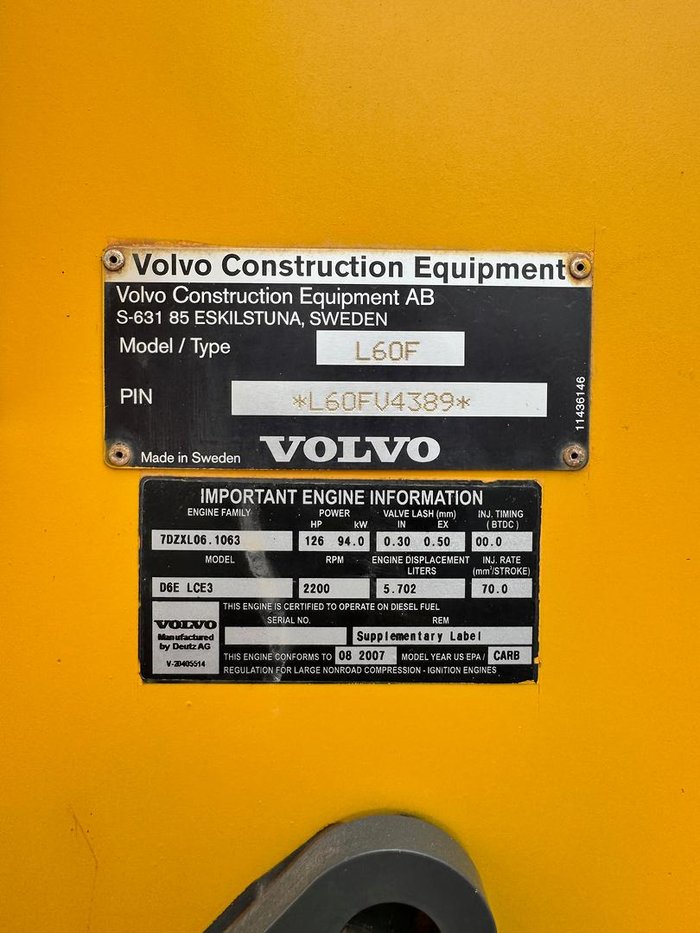 Volvo Construction Equipment
Volvo Construction Equipment AB
S-631 85 ESKILSTUNA, SWEDEN
Model / Type L60F
PIN *L60FV4389*
11436146
Made in Sweden VOLVO
IMPORTANT ENGINE INFORMATION
ENGINE FAMILY POWER VALVE LASH (mm) INJ. TIMING
HP kW IN EX (BTDC)
7DZXL06.1063 126 94.0 0.30 0.50 00.0
MODEL RPM ENGINE DISPLACEMENT INJ. RATE
LITERS (mm³/STROKE)
D6E LCE3 2200 5.702 70.0
THIS ENGINE IS CERTIFIED TO OPERATE ON DIESEL FUEL
VOLVO SERIAL NO. REM
Manufactured Supplementary Label
by Deutz AG
THIS ENGINE CONFORMS TO 08 2007 MODEL YEAR US EPA / CARB
V-20405514
REGULATION FOR LARGE NONROAD COMPRESSION - IGNITION ENGINES